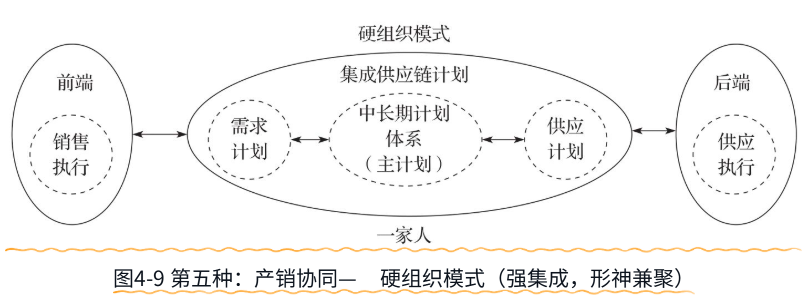 硬组织模式
集成供应链计划
前端
销售
执行
需求
计划
中长期计划
体系
（主计划）
供应
计划
后端
供应
执行
一家人
图4-9 第五种：产销协同— 硬组织模式（强集成，形神兼聚）